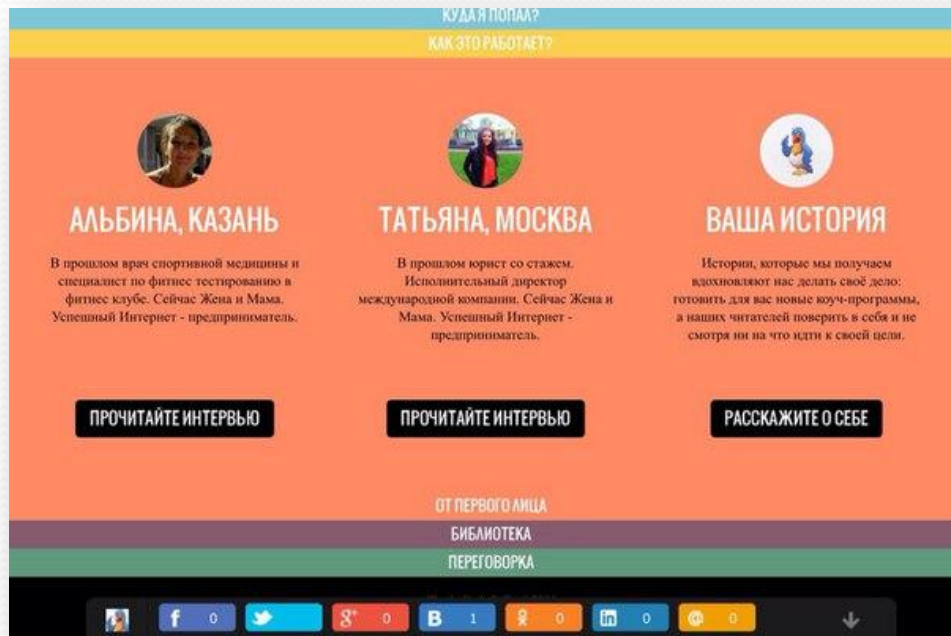 КУДА Я ПОПАЛ?
КАК ЭТО РАБОТАЕТ?
АЛЬБИНА, КАЗАНЬ
В прошлом врач спортивной медицины и
специалист по фитнес тестированию в
фитнес клубе. Сейчас Жена и Мама.
Успешный Интернет - предприниматель.
ПРОЧИТАЙТЕ ИНТЕРВЬЮ
ТАТЬЯНА, МОСКВА
В прошлом юрист со стажем.
Исполнительный директор
международной компании. Сейчас Жена и
Мама. Успешный Интернет -
предприниматель.
ПРОЧИТАЙТЕ ИНТЕРВЬЮ
ВАША ИСТОРИЯ
Истории, которые мы получаем
вдохновляют нас делать своё дело:
готовить для вас новые коуч-программы,
а наших читателей поверить в себя и не
смотря ни на что идти к своей цели.
РАССКАЖИТЕ О СЕБЕ
ОТ ПЕРВОГО ЛИЦА
БИБЛИОТЕКА
ПЕРЕГОВОРКА
f 0 g+ 0 B 1 0 in 0 @ 0